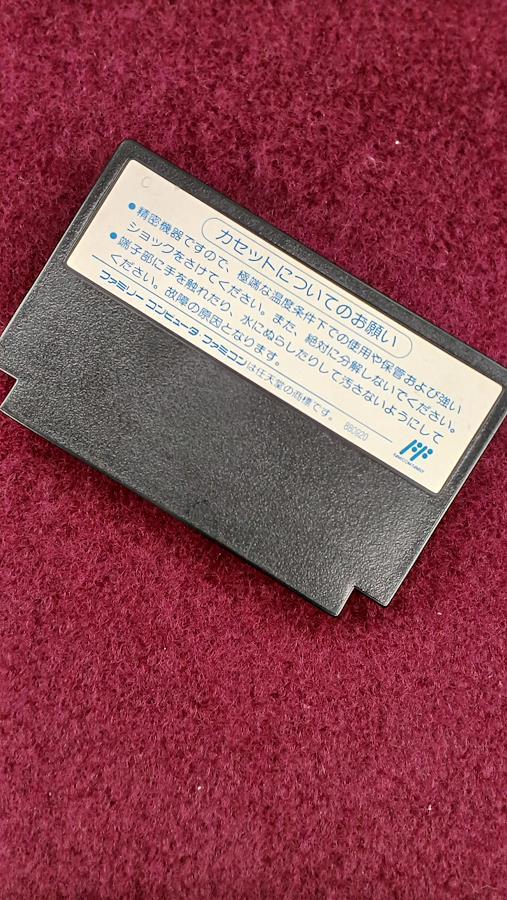 カセットについてのお願い
●精密機器ですので、極端な温度条件下での使用や保管および強い
ショックをさけてください。また、絶対に分解しないでください。
●端子部に手を触れたり、水にぬらしたりして汚さないようにして
ください。故障の原因となります。
ファミリー コンピュータ ファミコンは任天堂の商標です。
880920